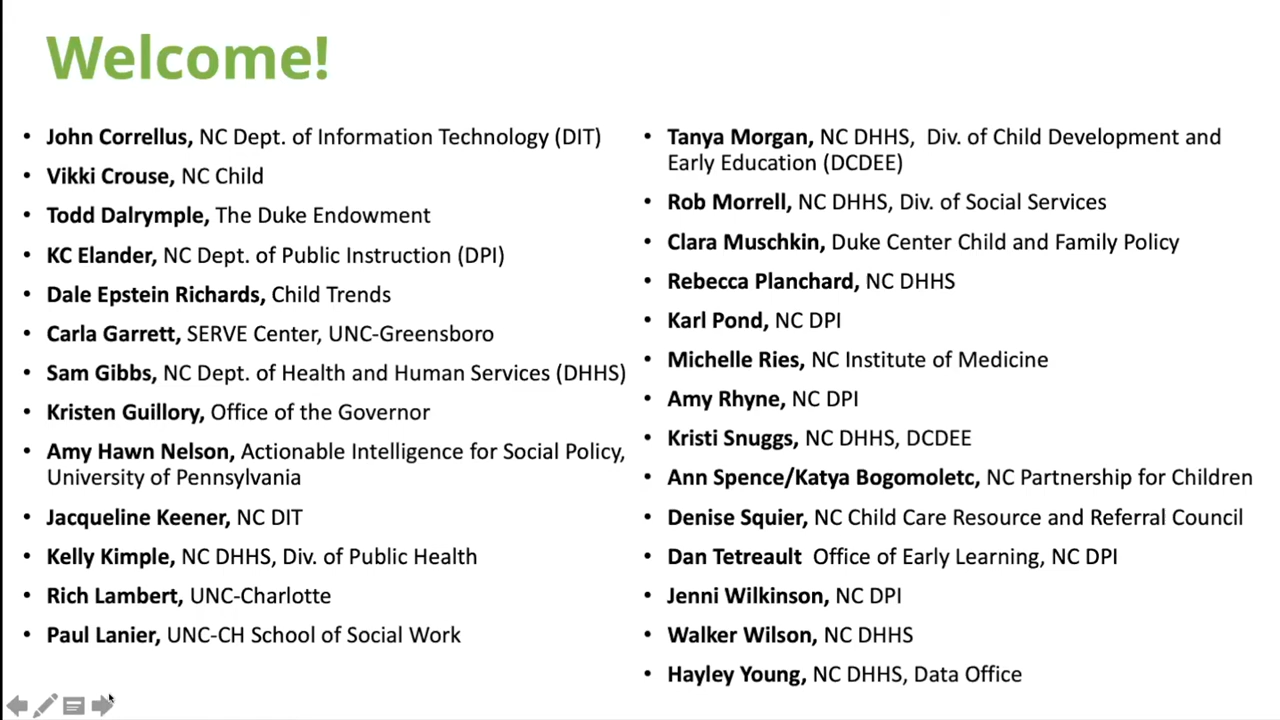 Welcome!
• John Correllus, NC Dept. of Information Technology (DIT)
• Vikki Crouse, NC Child
• Todd Dalrymple, The Duke Endowment
• KC Elander, NC Dept. of Public Instruction (DPI)
• Dale Epstein Richards, Child Trends
• Carla Garrett, SERVE Center, UNC-Greensboro
• Sam Gibbs, NC Dept. of Health and Human Services (DHHS)
• Kristen Guillory, Office of the Governor
• Amy Hawn Nelson, Actionable Intelligence for Social Policy,
University of Pennsylvania
• Jacqueline Keener, NC DIT
• Kelly Kimple, NC DHHS, Div. of Public Health
• Rich Lambert, UNC-Charlotte
• Paul Lanier, UNC-CH School of Social Work
• Tanya Morgan, NC DHHS, Div. of Child Development and
Early Education (DCDEE)
• Rob Morrell, NC DHHS, Div. of Social Services
• Clara Muschkin, Duke Center Child and Family Policy
• Rebecca Planchard, NC DHHS
• Karl Pond, NC DPI
• Michelle Ries, NC Institute of Medicine
• Amy Rhyne, NC DPI
• Kristi Snuggs, NC DHHS, DCDEE
• Ann Spence/Katya Bogomoletc, NC Partnership for Children
• Denise Squier, NC Child Care Resource and Referral Council
• Dan Tetreault Office of Early Learning, NC DPI
• Jenni Wilkinson, NC DPI
• Walker Wilson, NC DHHS
• Hayley Young, NC DHHS, Data Office